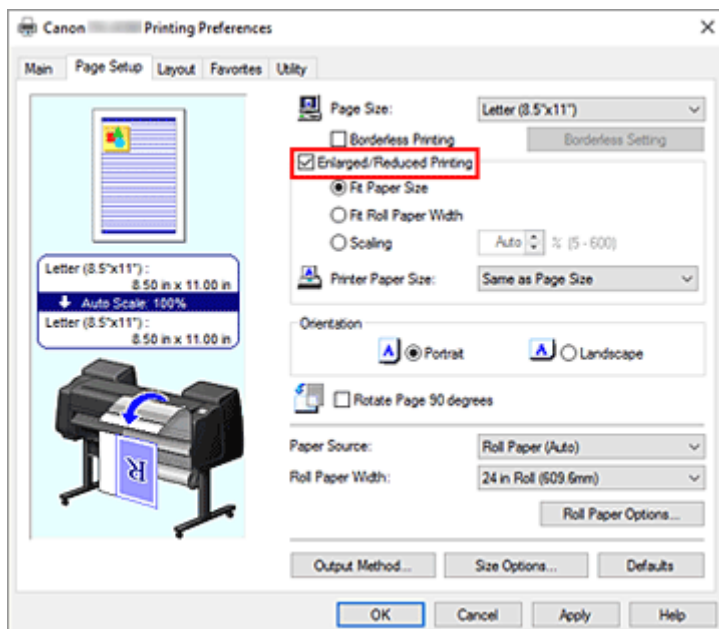 Canon Printing Preferences
Main Page Setup Layout Favorites Utility
Page Size: Letter (8.5"x11")
Borderless Printing Borderless Setting
Enlarged/Reduced Printing
Fit Paper Size
Fit Roll Paper Width
Scaling Auto % (5 - 600)
Letter (8.5"x11") :
8.50 in x 11.00 in
Auto Scale: 100%
Letter (8.5"x11") :
8.50 in x 11.00 in
Printer Paper Size: Same as Page Size
Orientation
A Portrait A Landscape
Rotate Page 90 degrees
R
Paper Source: Roll Paper (Auto)
Roll Paper Width: 24 in Roll (609.6mm)
Roll Paper Options...
Output Method... Size Options... Defaults
OK Cancel Apply Help